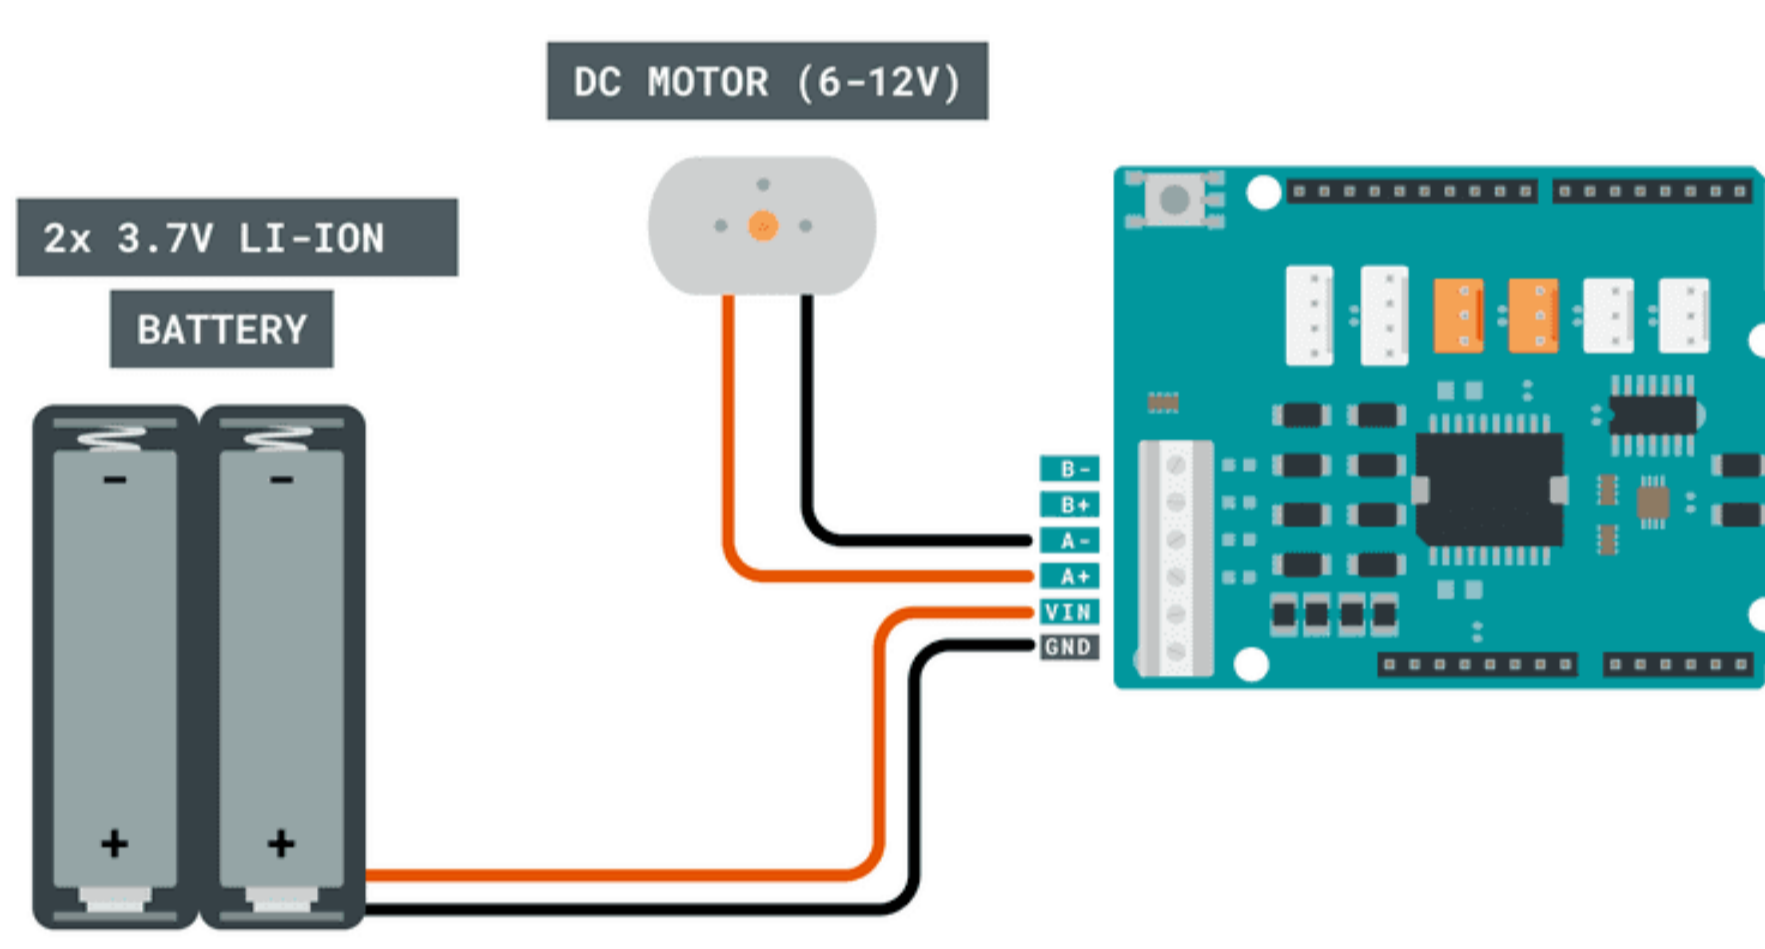 DC MOTOR (6-12V)
2x 3.7V LI-ION
BATTERY
-
-
+
+
B-
B+
A-
A+
VIN
GND